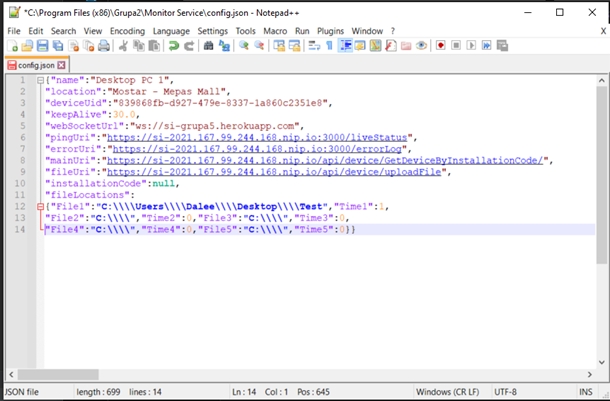 *C:\Program Files (x86)\Grupa2\Monitor Service\config.json - Notepad++
File Edit Search View Encoding Language Settings Tools Macro Run Plugins Window ? X
config.json
1 {"name":"Desktop PC 1",
2 "location":"Mostar - Mepas Mall",
3 "deviceUid":"839868fb-d927-479e-8337-1a860c2351e8",
4 "keepAlive":30.0,
5 "webSocketUrl":"ws://si-grupa5.herokuapp.com",
6 "pingUri":"https://si-2021.167.99.244.168.nip.io:3000/liveStatus",
7 "errorUri":"https://si-2021.167.99.244.168.nip.io:3000/errorLog",
8 "mainUri":"https://si-2021.167.99.244.168.nip.io/api/device/GetDeviceByInstallationCode/",
9 "fileUri":"https://si-2021.167.99.244.168.nip.io/api/device/uploadFile",
10 "installationCode":null,
11 "fileLocations":
12 {"File1":"C:\\\\Users\\\\Dalee\\\\Desktop\\\\Test","Time1":1,
13 "File2":"C:\\\\","Time2":0,"File3":"C:\\\\","Time3":0,
14 "File4":"C:\\\\","Time4":0,"File5":"C:\\\\","Time5":0}}
JSON file length : 699 lines : 14 Ln : 14 Col : 1 Pos : 645 Windows (CR LF) UTF-8 INS